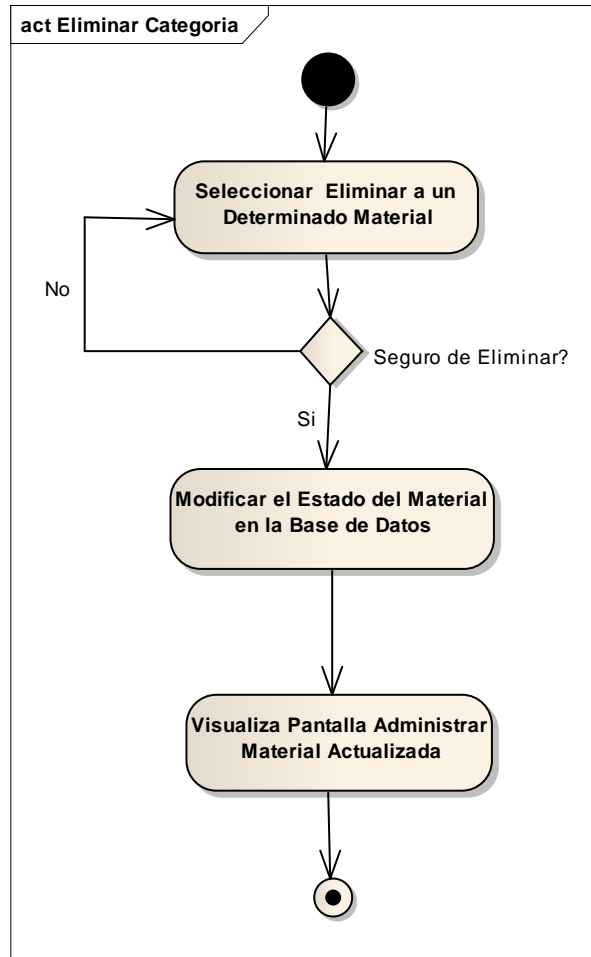 act Eliminar Categoria
Seleccionar Eliminar a un
Determinado Material
No
Seguro de Eliminar?
Si
Modificar el Estado del Material
en la Base de Datos
Visualiza Pantalla Administrar
Material Actualizada